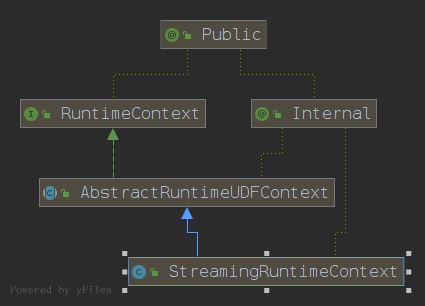 Public
RuntimeContext
Internal
AbstractRuntimeUDFContext
StreamingRuntimeContext
Powered by yFiles